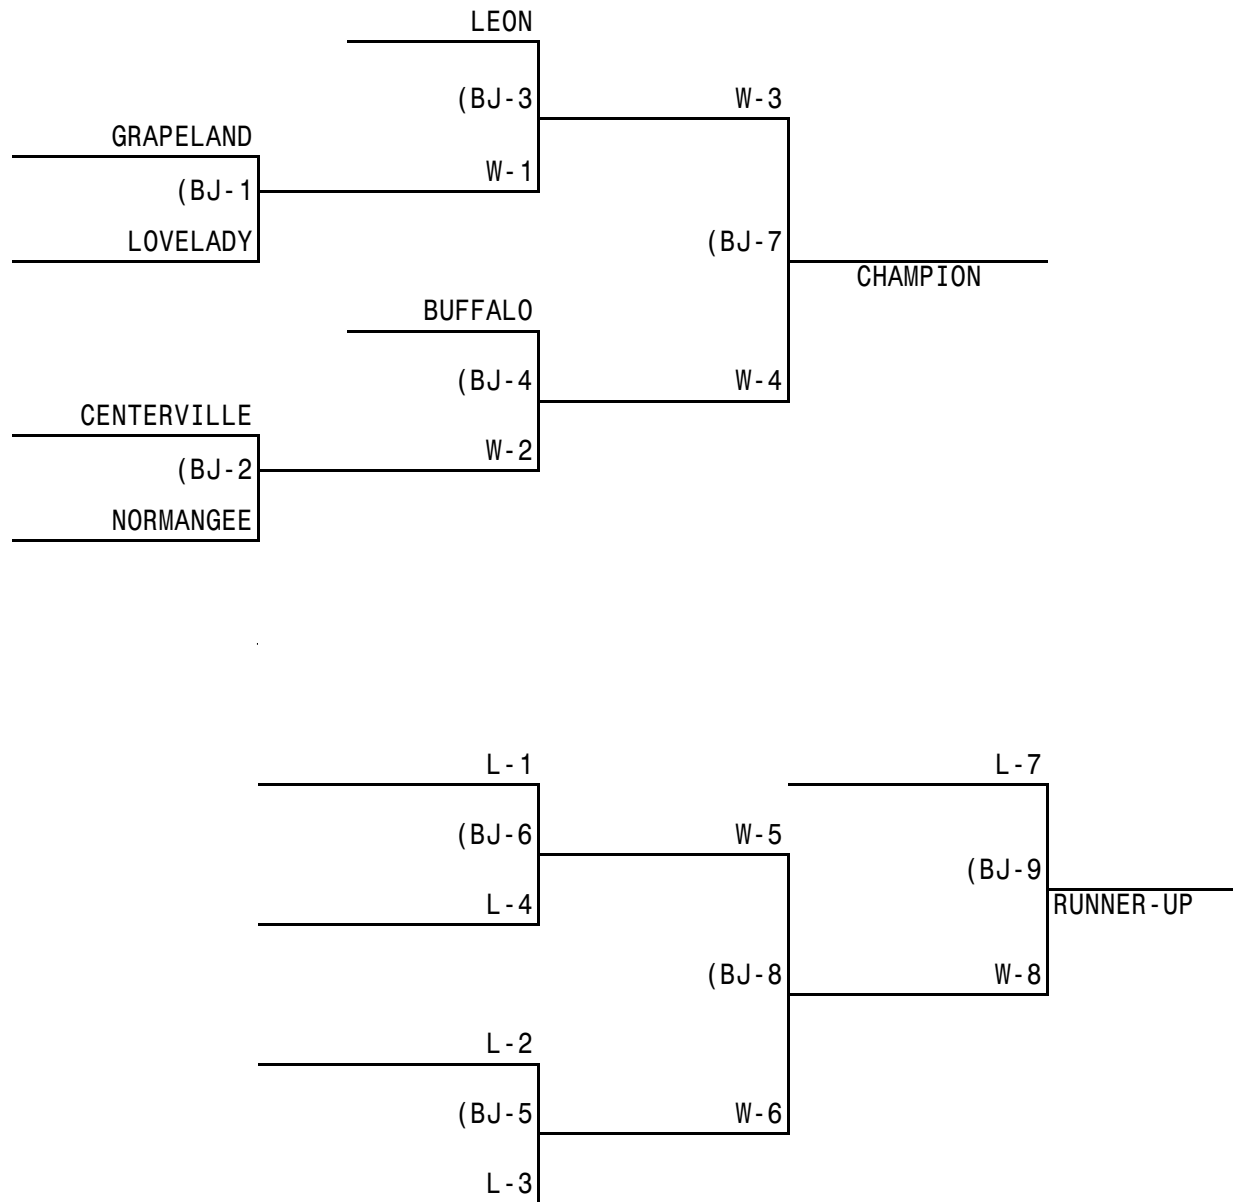 LEON
(BJ-3
W-3
GRAPELAND
W-1
(BJ-1
LOVELADY
(BJ-7
CHAMPION
BUFFALO
(BJ-4
W-4
CENTERVILLE
W-2
(BJ-2
NORMANGEE
L-1
L-7
(BJ-6
W-5
(BJ-9
L-4
RUNNER-UP
(BJ-8
W-8
L-2
(BJ-5
W-6
L-3